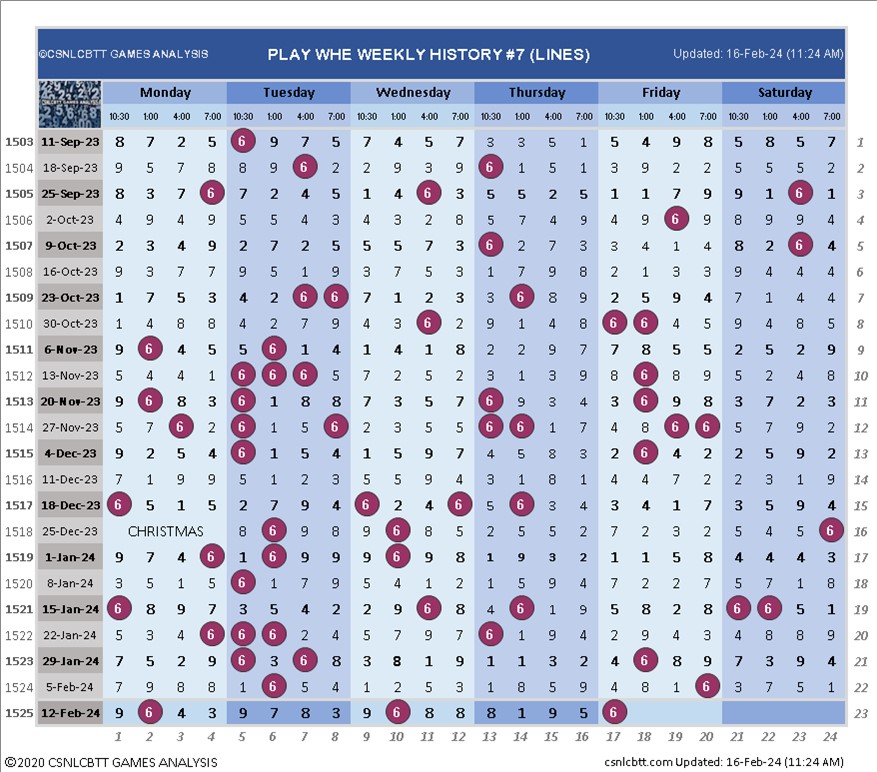 ©CSNLCBTT GAMES ANALYSIS PLAY WHE WEEKLY HISTORY #7 (LINES) Updated: 16-Feb-24 (11:24 AM)
Monday Tuesday Wednesday Thursday Friday Saturday
10:30 1:00 4:00 7:00 10:30 1:00 4:00 7:00 10:30 1:00 4:00 7:00 10:30 1:00 4:00 7:00 10:30 1:00 4:00 7:00 10:30 1:00 4:00 7:00
1503 11-Sep-23 8 7 2 5 6 9 7 5 7 4 5 7 3 3 5 1 5 4 9 8 5 8 5 7 1
1504 18-Sep-23 9 5 7 8 8 9 6 2 2 9 3 9 6 1 5 1 3 9 2 2 5 5 5 2 2
1505 25-Sep-23 8 3 7 6 7 2 4 5 1 4 6 3 5 5 2 5 1 1 7 9 9 1 6 1 3
1506 2-Oct-23 4 9 4 9 5 5 4 3 4 3 2 8 5 7 4 9 4 9 6 4 8 9 9 4 4
1507 9-Oct-23 2 3 4 9 2 7 2 5 5 5 7 3 6 2 7 3 3 4 1 4 8 2 6 4 5
1508 16-Oct-23 9 3 7 7 9 5 1 9 3 7 5 3 1 7 9 8 2 1 3 3 9 4 4 4 6
1509 23-Oct-23 1 7 5 3 4 2 6 6 7 1 2 3 3 6 8 9 2 5 9 4 7 1 4 4 7
1510 30-Oct-23 1 4 8 8 4 2 7 9 4 3 6 2 9 1 4 8 6 6 4 5 9 4 8 5 8
1511 6-Nov-23 9 6 4 5 5 6 1 4 1 4 1 8 2 2 9 7 7 8 5 5 2 5 2 9 9
1512 13-Nov-23 5 4 4 1 6 6 6 5 7 2 5 2 3 1 3 9 8 6 8 9 5 2 4 8 10
1513 20-Nov-23 9 6 8 3 6 1 8 8 7 3 5 7 6 9 3 4 3 6 9 8 3 7 2 3 11
1514 27-Nov-23 5 7 6 2 6 1 5 6 2 3 5 5 6 6 1 7 4 8 6 6 5 7 9 2 12
1515 4-Dec-23 9 2 5 4 6 1 5 4 1 5 9 7 4 5 8 3 2 6 4 2 2 5 9 2 13
1516 11-Dec-23 7 1 9 9 5 1 2 3 5 5 9 4 3 1 8 1 4 4 7 2 2 1 3 9 14
1517 18-Dec-23 6 5 1 5 2 7 9 4 6 2 4 6 5 6 3 4 3 4 1 7 3 5 9 4 15
1518 25-Dec-23 CHRISTMAS 8 6 9 8 9 6 8 5 2 5 5 7 7 2 3 2 5 4 5 6 16
1519 1-Jan-24 9 7 4 6 1 6 9 9 9 6 9 8 1 9 3 2 1 1 5 8 4 4 4 3 17
1520 8-Jan-24 3 5 1 5 6 1 7 9 5 4 1 2 1 1 3 4 7 2 2 7 5 7 1 8 18
1521 15-Jan-24 6 8 9 7 3 5 4 2 2 9 6 8 4 6 1 9 5 8 2 8 6 6 5 1 19
1522 22-Jan-24 5 3 4 6 6 6 2 4 5 7 9 7 6 1 9 4 2 9 4 3 4 8 8 9 20
1523 29-Jan-24 7 5 2 9 6 3 6 8 3 8 1 9 1 1 3 2 4 6 8 9 7 3 9 4 21
1524 5-Feb-24 7 9 8 8 1 6 5 4 1 2 5 3 1 8 5 9 4 8 1 6 3 7 5 1 22
1525 12-Feb-24 9 6 4 3 9 7 8 3 9 6 8 8 8 1 9 5 6 23
1 2 3 4 5 6 7 8 9 10 11 12 13 14 15 16 17 18 19 20 21 22 23 24
©2020 CSNLCBTT GAMES ANALYSIS csnlcbtt.com Updated: 16-Feb-24 (11:24 AM)